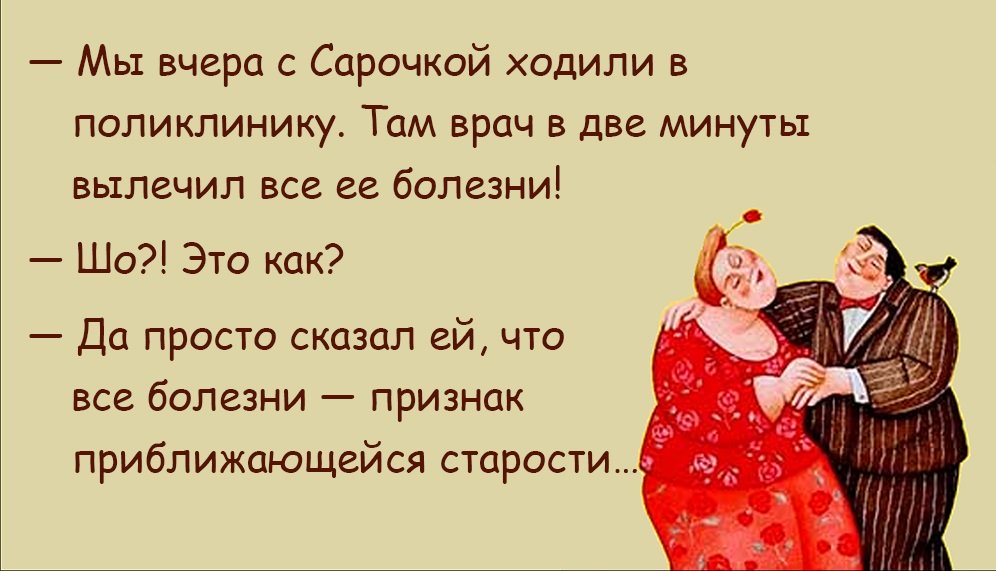 — Мы вчера с Сарочкой ходили в
поликлинику. Там врач в две минуты
вылечил все ее болезни!
— Шо?! Это как?
— Да просто сказал ей, что
все болезни — признак
приближающейся старости...